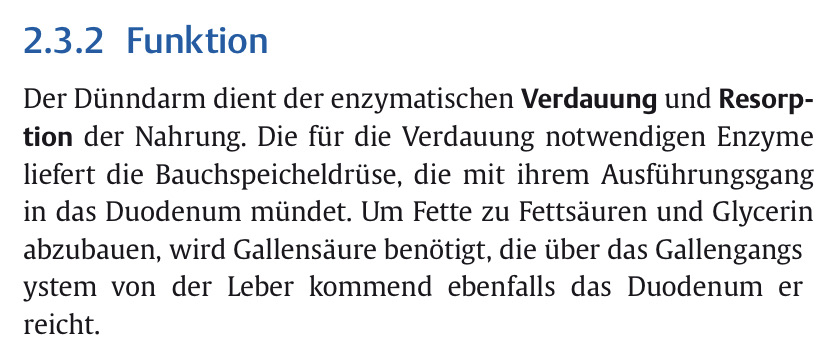 2.3.2 Funktion
Der Dünndarm dient der enzymatischen Verdauung und Resorp-
tion der Nahrung. Die für die Verdauung notwendigen Enzyme
liefert die Bauchspeicheldrüse, die mit ihrem Ausführungsgang
in das Duodenum mündet. Um Fette zu Fettsäuren und Glycerin
abzubauen, wird Gallensäure benötigt, die über das Gallengangs
ystem von der Leber kommend ebenfalls das Duodenum er
reicht.